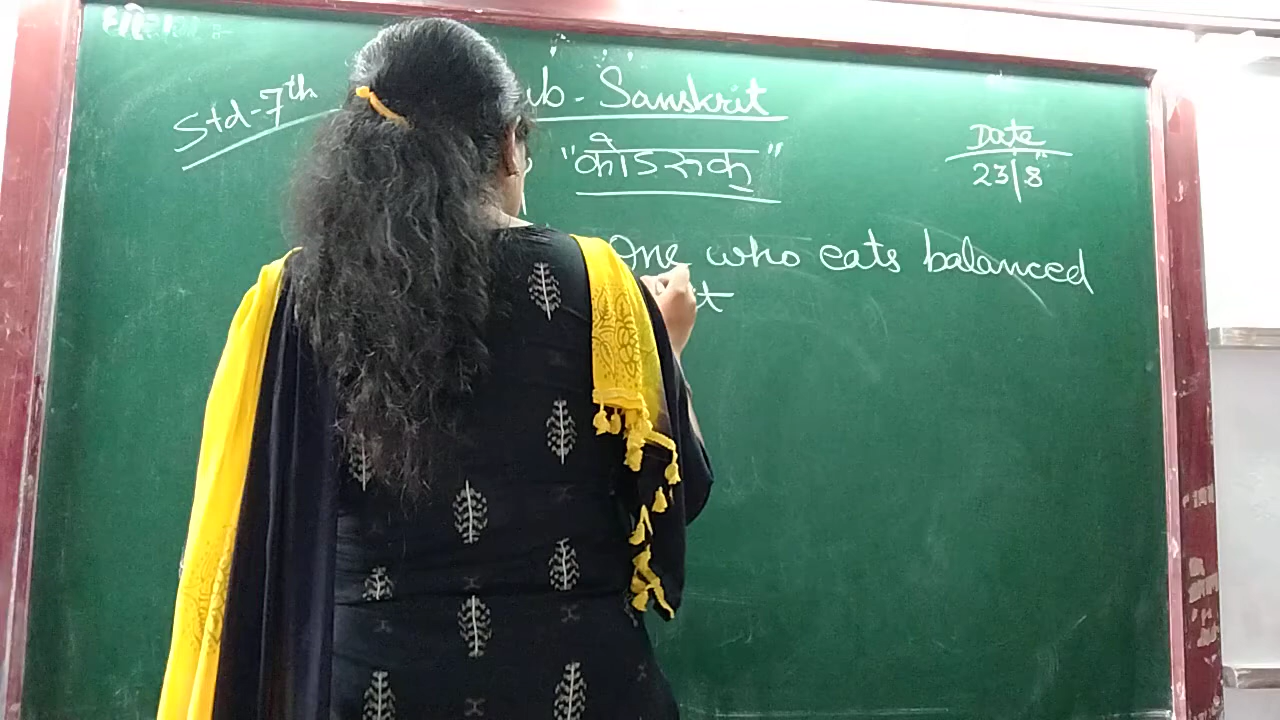 Std-7th ub - Sanskrit
Date
23/8
"कोऽरुक्"
One who eats balanced
t